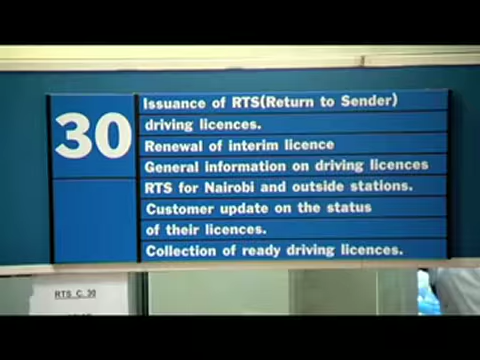 30
Issuance of RTS(Return to Sender)
driving licences.
Renewal of interim licence
General information on driving licences
RTS for Nairobi and outside stations.
Customer update on the status
of their licences.
Collection of ready driving licences.
RTS C. 30